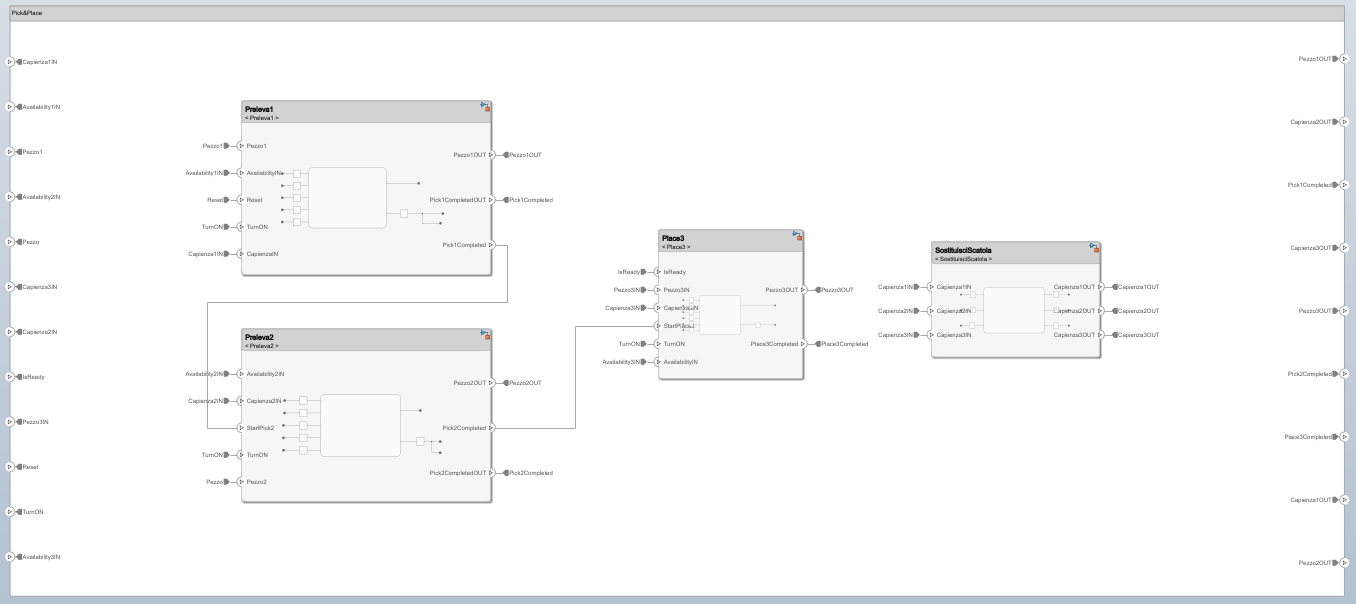 Pick&Place
Capienza1IN
Availability1IN
Pezzo1
Availability2IN
Pezzo
Capienza3IN
Capienza2IN
IsReady
Pezzo3IN
Reset
TurnON
Availability3IN
Preleva1
< Preleva1 >
Pezzo1
Pezzo1
Availability1IN
AvailabilityIN
Reset
Reset
TurnON
TurnON
Capienza1IN
CapienzaIN
Pezzo1OUT
Pezzo1OUT
Pick1CompletedOUT
Pick1Completed
Pick1Completed
Preleva2
< Preleva2 >
Availability2IN
Availability2IN
Capienza2IN
Capienza2IN
StartPick2
TurnON
TurnON
Pezzo
Pezzo2
Pezzo2OUT
Pezzo2OUT
Pick2Completed
Pick2CompletedOUT
Pick2Completed
Place3
< Place3 >
IsReady
IsReady
Pezzo3IN
Pezzo3IN
Capienza3IN
StartPlace3
TurnON
TurnON
Availability3IN
AvailabilityIN
Pezzo3OUT
Pezzo3OUT
Place3Completed
Place3Completed
SostituisciScatola
< SostituisciScatola >
Capienza1IN
Capienza1IN
Capienza2IN
Capienza2IN
Capienza3IN
Capienza3IN
Capienza1OUT
Capienza1OUT
Capienza2OUT
Capienza2OUT
Capienza3OUT
Capienza3OUT
Pezzo1OUT
Capienza2OUT
Pick1Completed
Capienza3OUT
Pezzo3OUT
Pick2Completed
Place3Completed
Capienza1OUT
Pezzo2OUT